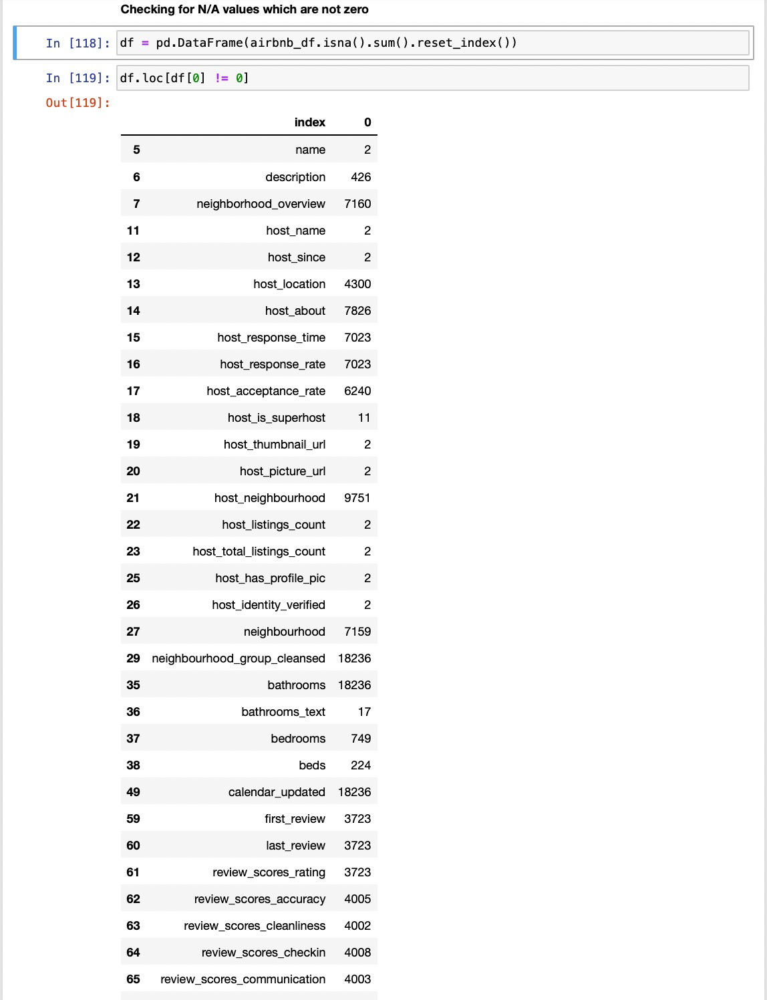 Checking for N/A values which are not zero
In [118]: df = pd.DataFrame(airbnb_df.isna().sum().reset_index())
In [119]: df.loc[df[0] != 0]
Out[119]:
index 0
5 name 2
6 description 426
7 neighborhood_overview 7160
11 host_name 2
12 host_since 2
13 host_location 4300
14 host_about 7826
15 host_response_time 7023
16 host_response_rate 7023
17 host_acceptance_rate 6240
18 host_is_superhost 11
19 host_thumbnail_url 2
20 host_picture_url 2
21 host_neighbourhood 9751
22 host_listings_count 2
23 host_total_listings_count 2
25 host_has_profile_pic 2
26 host_identity_verified 2
27 neighbourhood 7159
29 neighbourhood_group_cleansed 18236
35 bathrooms 18236
36 bathrooms_text 17
37 bedrooms 749
38 beds 224
49 calendar_updated 18236
59 first_review 3723
60 last_review 3723
61 review_scores_rating 3723
62 review_scores_accuracy 4005
63 review_scores_cleanliness 4002
64 review_scores_checkin 4008
65 review_scores_communication 4003